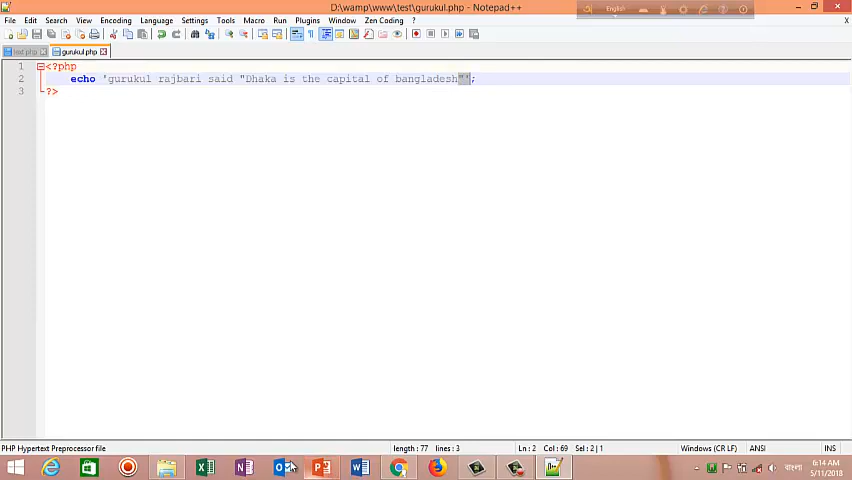 D:\wamp\www\test\gurukul.php - Notepad++
English
File Edit Search View Encoding Language Settings Tools Macro Run Plugins Window Zen Coding ?
X
gurukul.php
1 <?php
2 echo 'gurukul rajbari said "Dhaka is the capital of bangladesh"';
3 ?>
PHP Hypertext Preprocessor file length : 77 lines : 3 Ln : 2 Col : 69 Sel : 2 | 1 Windows (CR LF) ANSI INS
বাংলা
6:14 AM
5/11/2018